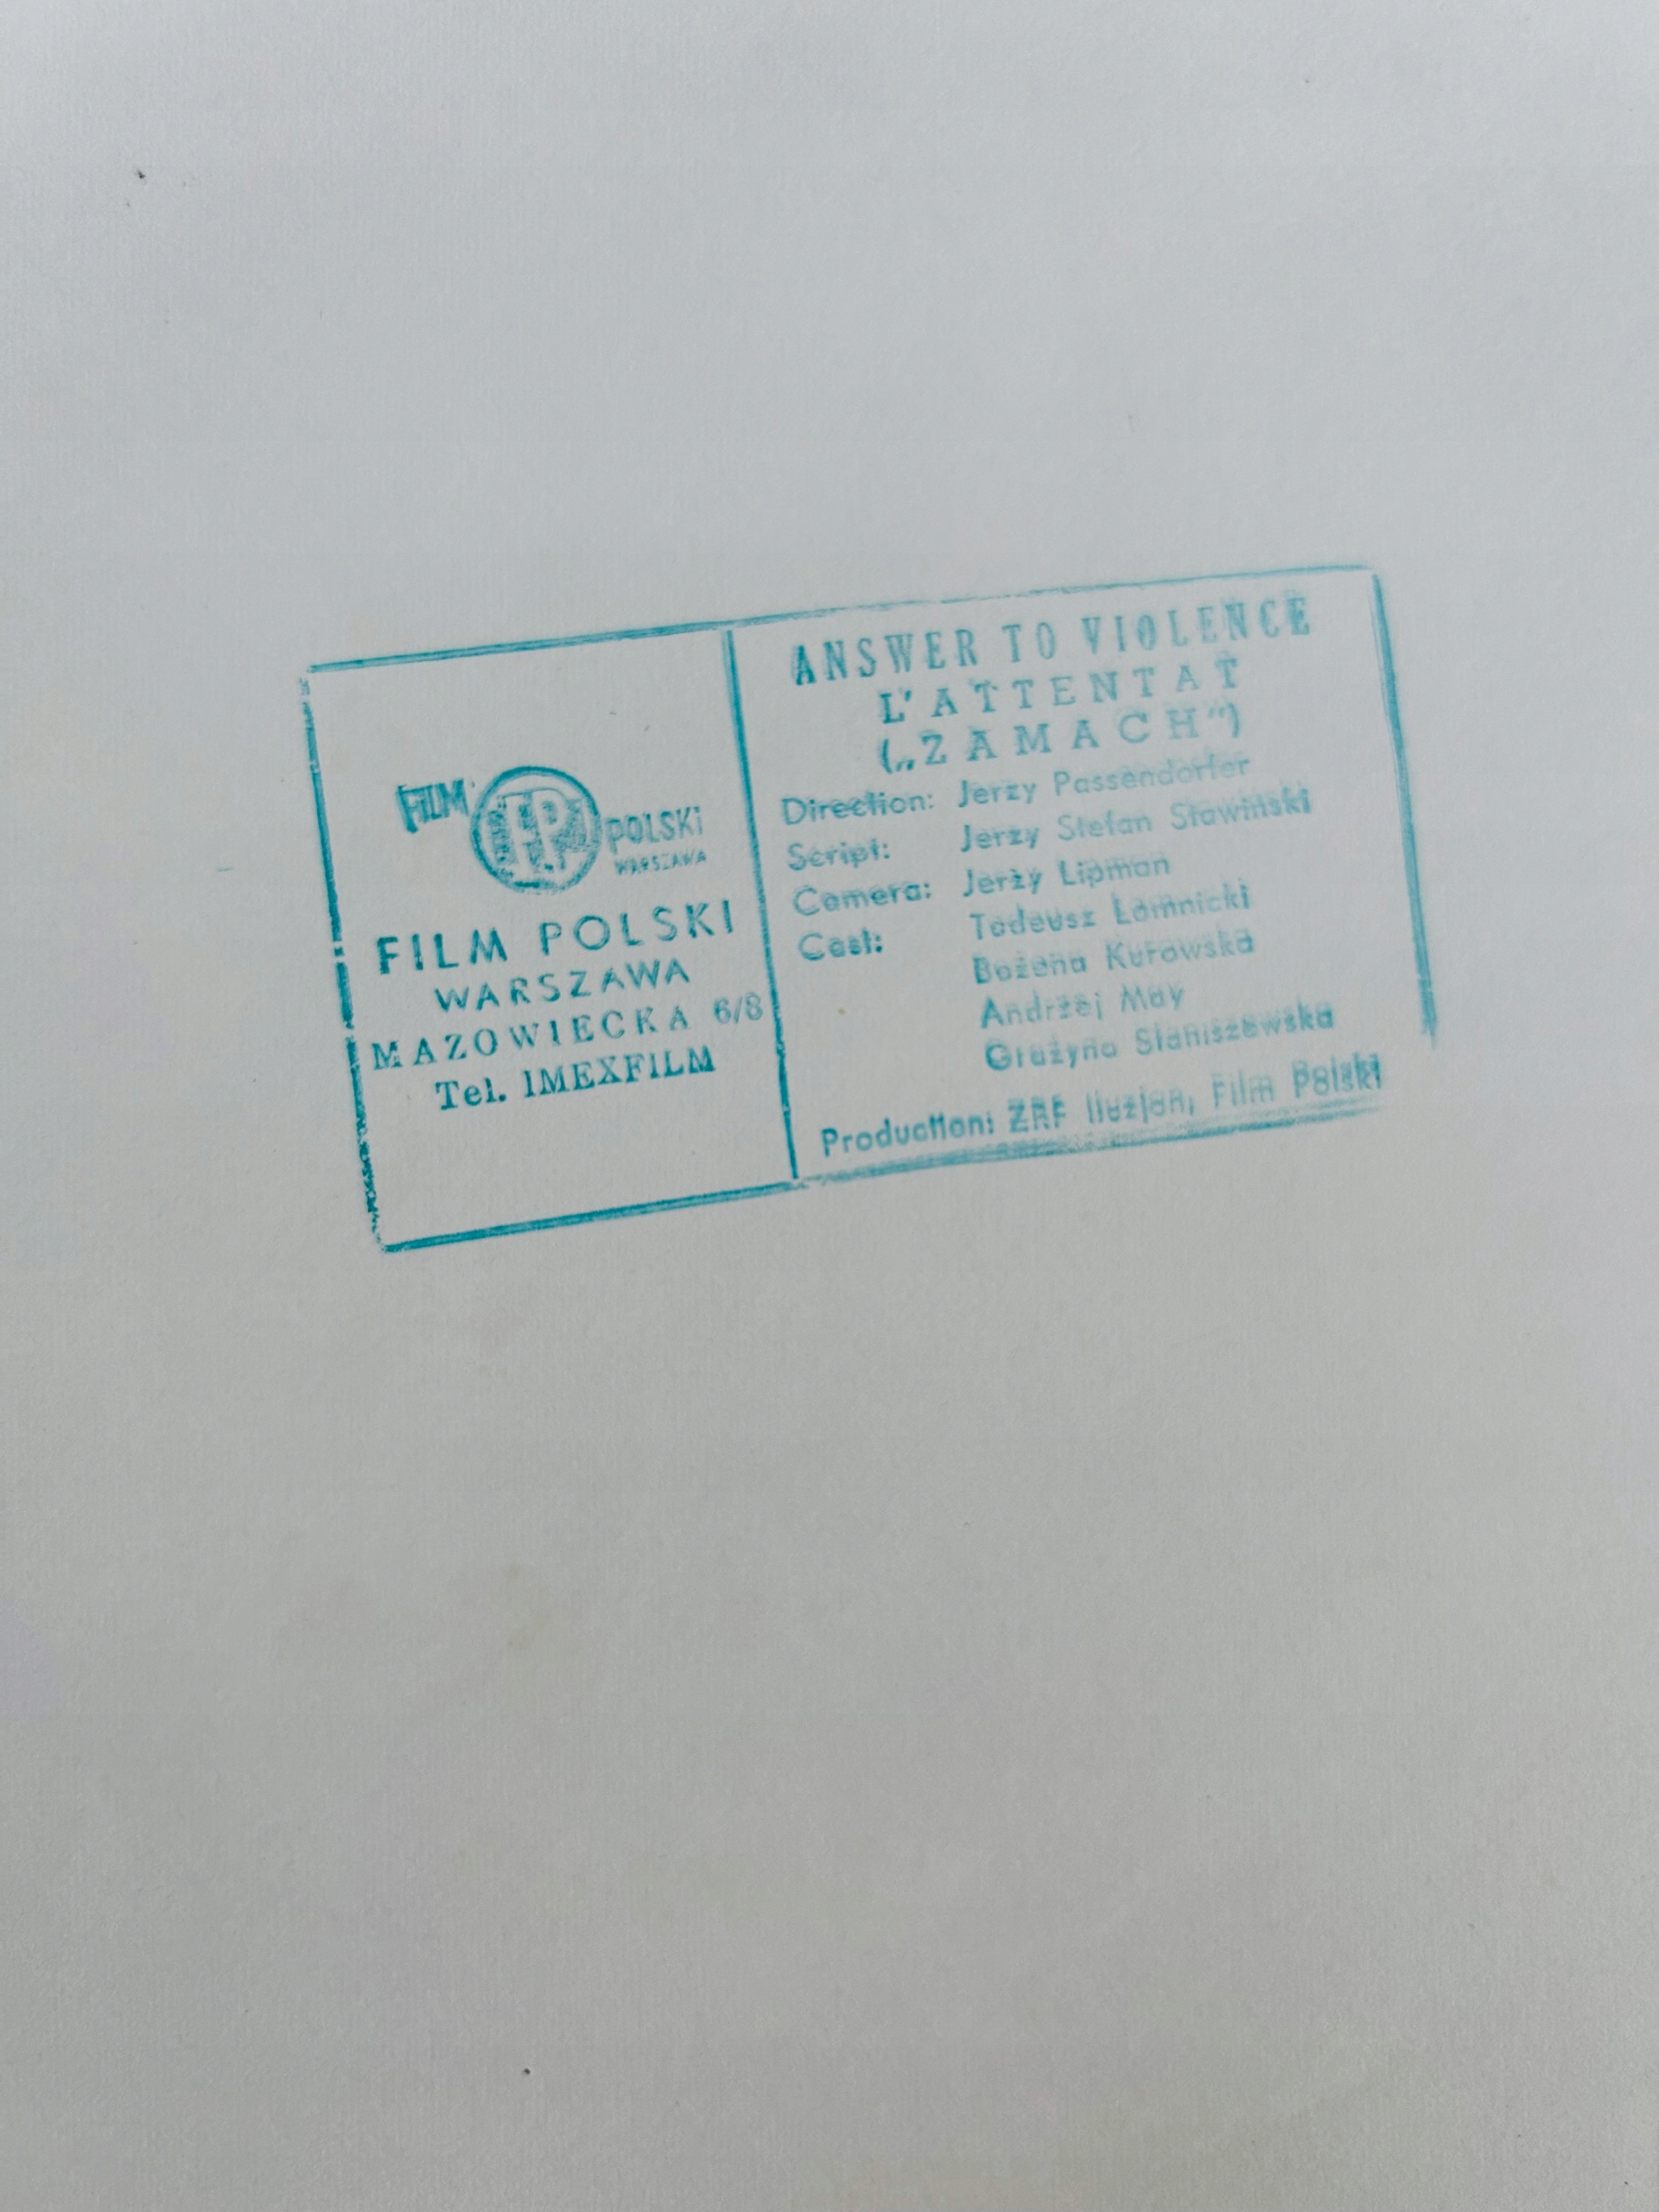 FILM FP POLSKI
WARSZAWA
FILM POLSKI
WARSZAWA
MAZOWIECKA 6/8
Tel. IMEXFILM
ANSWER TO VIOLENCE
L'ATTENTAT
(„ZAMACH“)
Direction: Jerzy Passendorfer
Script: Jerzy Stefan Stawiński
Camera: Jerzy Lipman
Cast: Tadeusz Łomnicki
Bożena Kurowska
Andrzej May
Grażyna Staniszewska
Production: ZRF Iluzjon, Film Polski